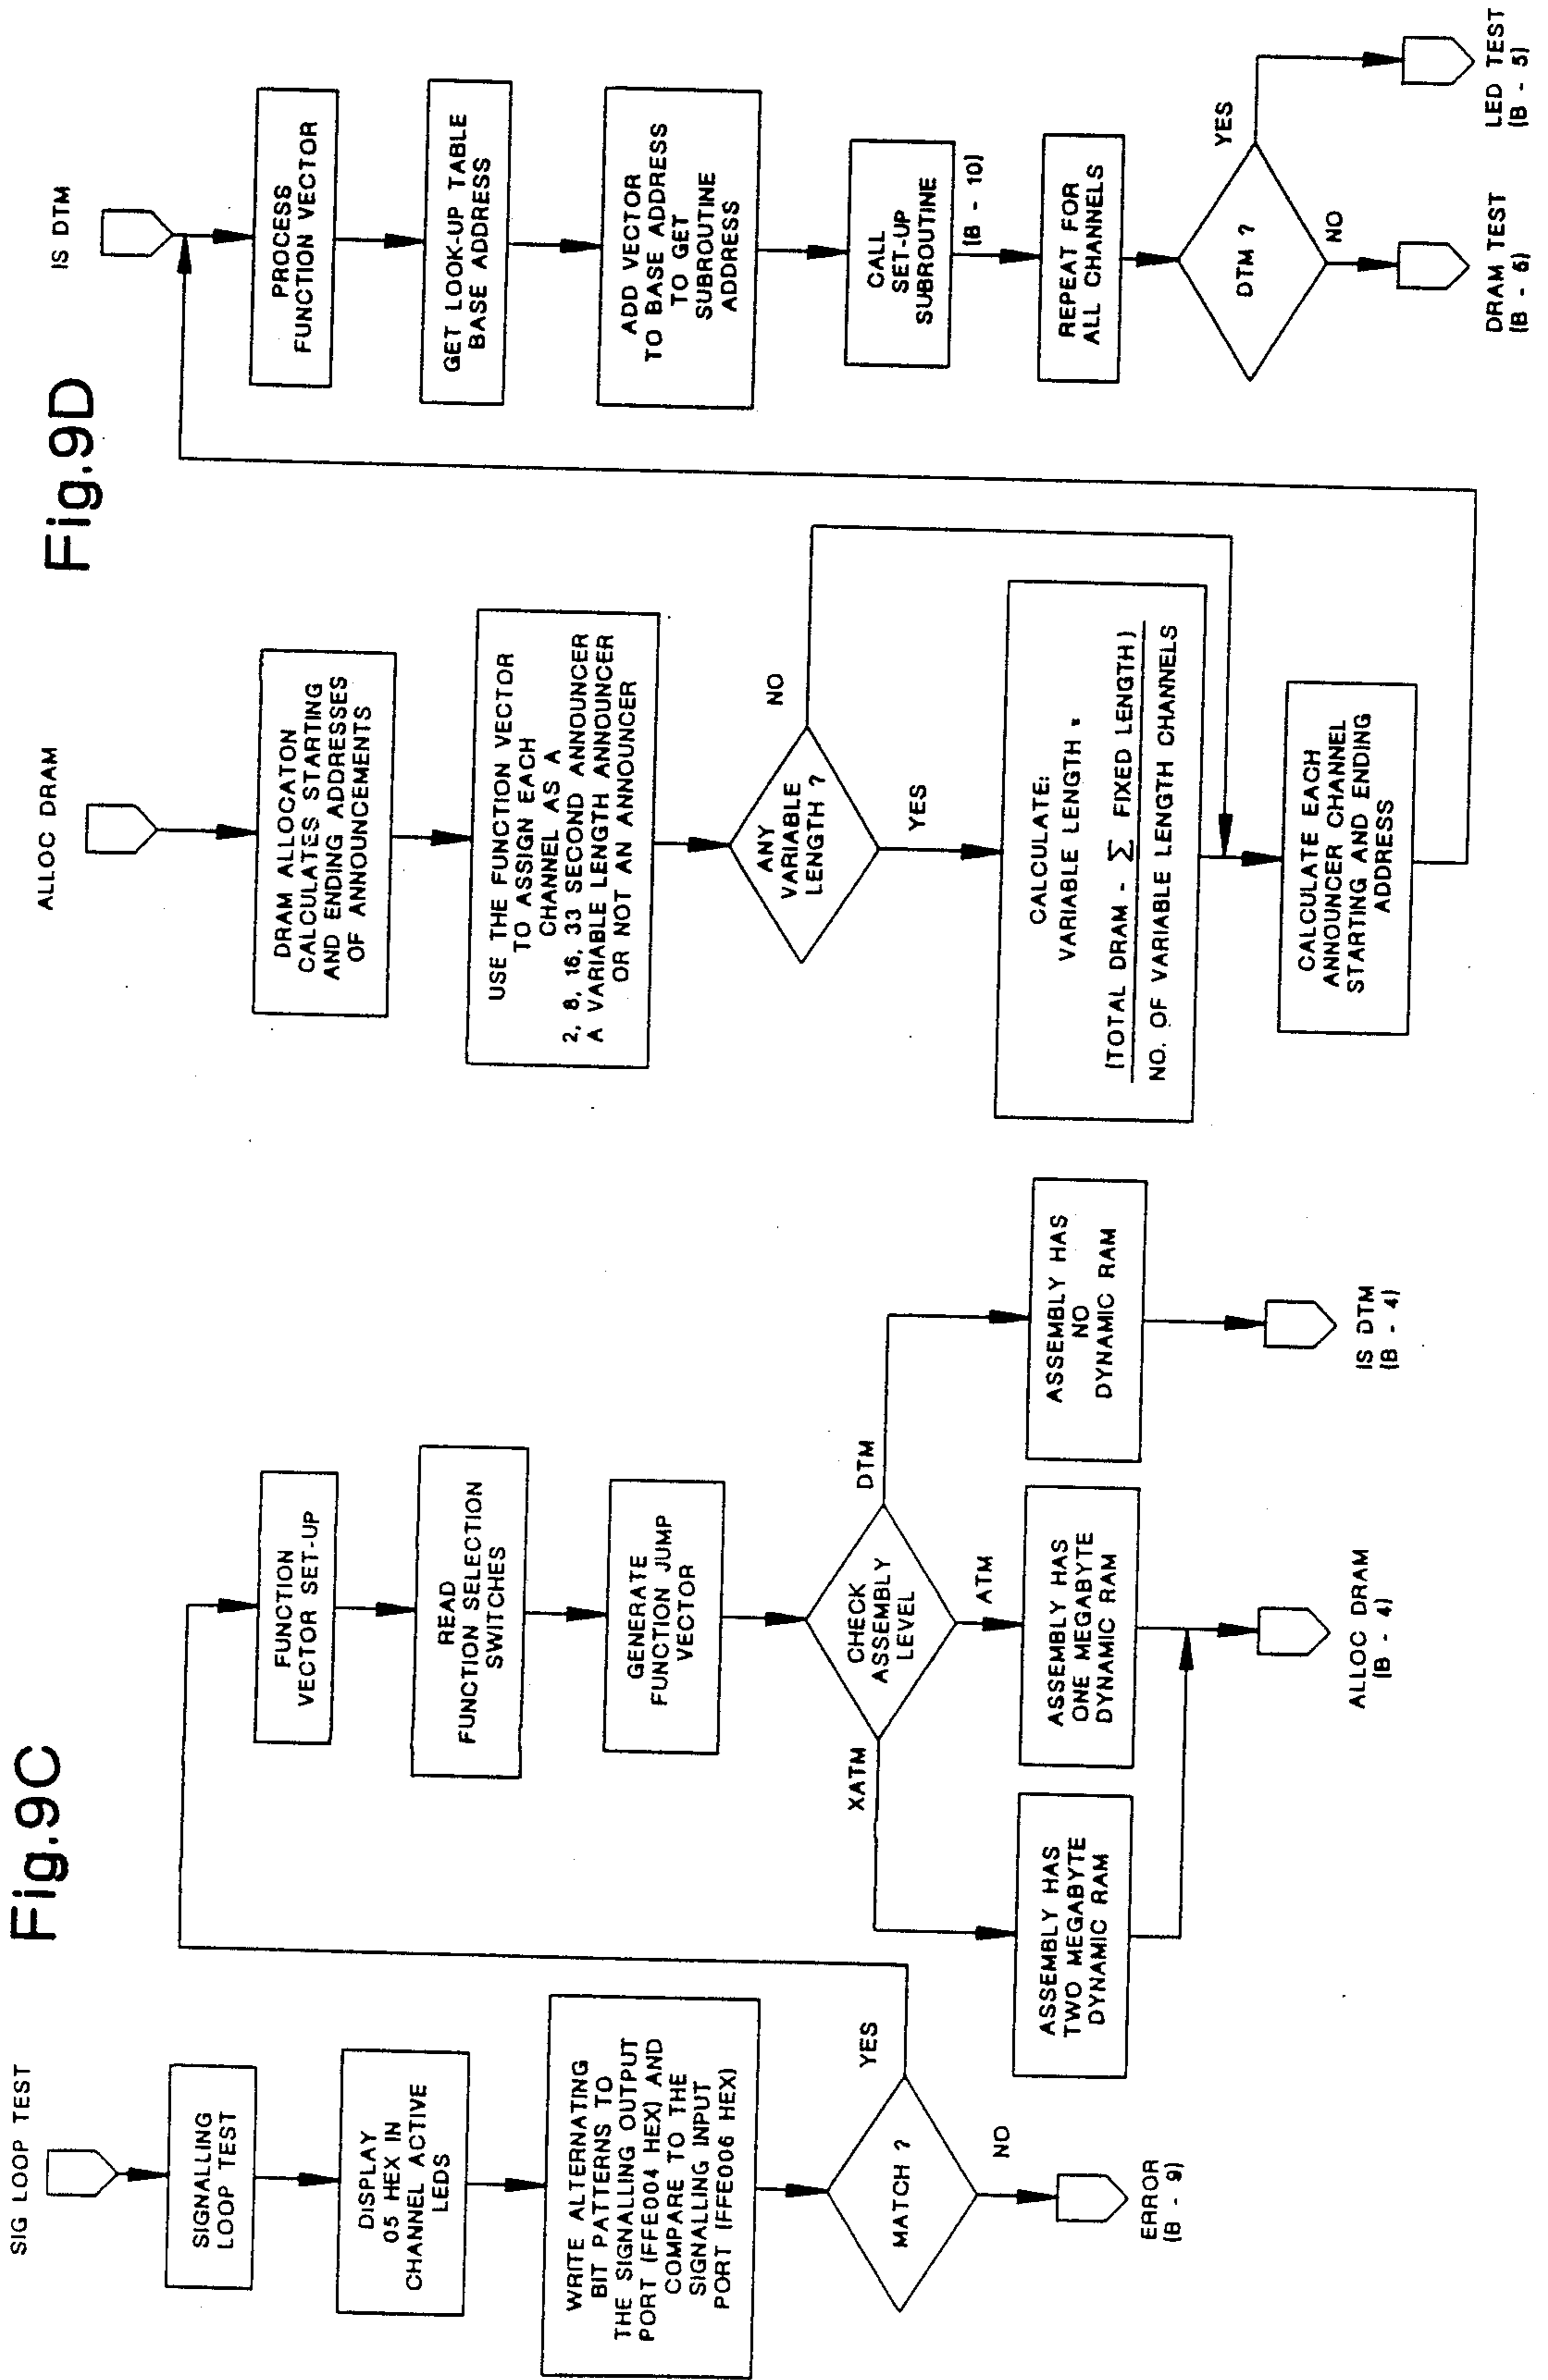 Fig.9C
SIG LOOP TEST
SIGNALLING
LOOP TEST
DISPLAY
05 HEX IN
CHANNEL ACTIVE
LEDS
WRITE ALTERNATING
BIT PATTERNS TO
THE SIGNALLING OUTPUT
PORT (FFE004 HEX) AND
COMPARE TO THE
SIGNALLING INPUT
PORT (FFE006 HEX)
MATCH ?
YES
NO
ERROR
(B - 9)
FUNCTION
VECTOR SET-UP
READ
FUNCTION SELECTION
SWITCHES
GENERATE
FUNCTION JUMP
VECTOR
CHECK
ASSEMBLY
LEVEL
XATM
ATM
DTM
ASSEMBLY HAS
TWO MEGABYTE
DYNAMIC RAM
ASSEMBLY HAS
ONE MEGABYTE
DYNAMIC RAM
ASSEMBLY HAS
NO
DYNAMIC RAM
ALLOC DRAM
(B - 4)
IS DTM
(B - 4)
Fig.9D
ALLOC DRAM
DRAM ALLOCATON
CALCULATES STARTING
AND ENDING ADDRESSES
OF ANNOUNCEMENTS
USE THE FUNCTION VECTOR
TO ASSIGN EACH
CHANNEL AS A
2, 8, 16, 33 SECOND ANNOUNCER
A VARIABLE LENGTH ANNOUNCER
OR NOT AN ANNOUNCER
ANY
VARIABLE
LENGTH ?
NO
YES
CALCULATE:
VARIABLE LENGTH =
(TOTAL DRAM - Σ FIXED LENGTH)
NO. OF VARIABLE LENGTH CHANNELS
CALCULATE EACH
ANNOUCER CHANNEL
STARTING AND ENDING
ADDRESS
IS DTM
PROCESS
FUNCTION VECTOR
GET LOOK-UP TABLE
BASE ADDRESS
ADD VECTOR
TO BASE ADDRESS
TO GET
SUBROUTINE
ADDRESS
CALL
SET-UP
SUBROUTINE
(B - 10)
REPEAT FOR
ALL CHANNELS
DTM ?
YES
NO
DRAM TEST
(B - 6)
LED TEST
(B - 5)